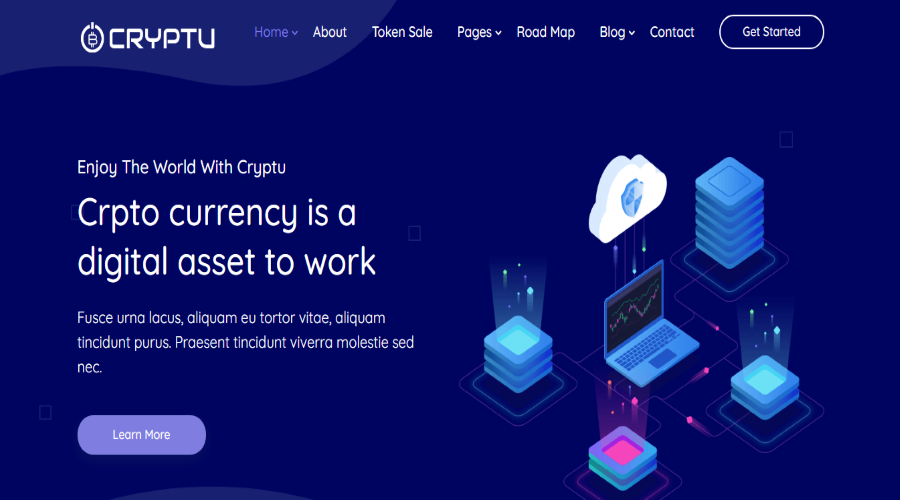 CRYPTU
Home About Token Sale Pages Road Map Blog Contact Get Started
Enjoy The World With Cryptu
Crpto currency is a
digital asset to work
Fusce urna lacus, aliquam eu tortor vitae, aliquam
tincidunt purus. Praesent tincidunt viverra molestie sed
nec.
Learn More